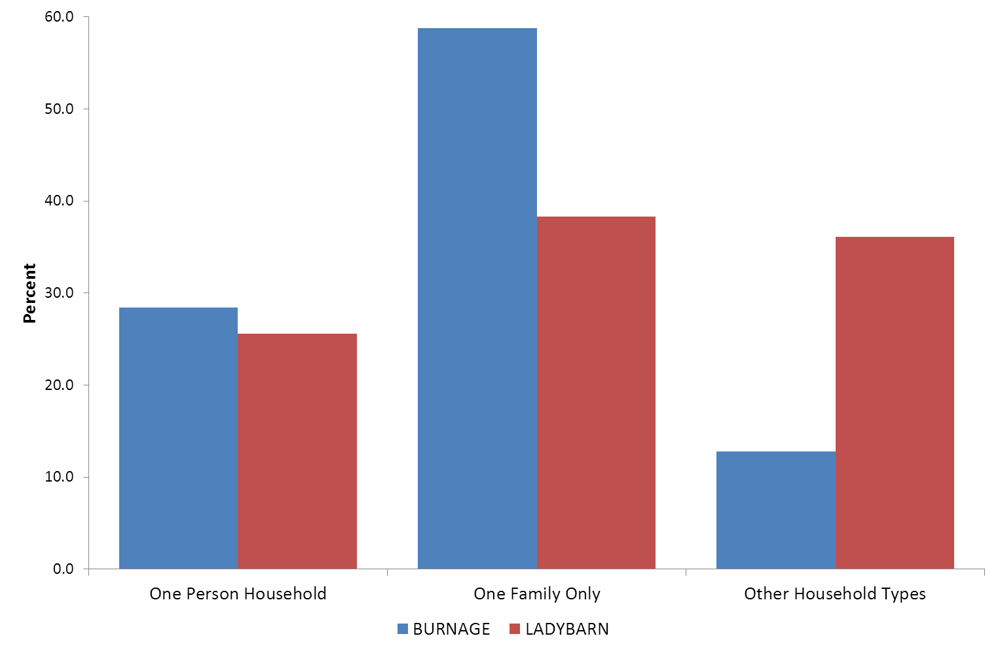 60.0
50.0
40.0
30.0
20.0
10.0
0.0
Percent
One Person Household
One Family Only
Other Household Types
BURNAGE
LADYBARN